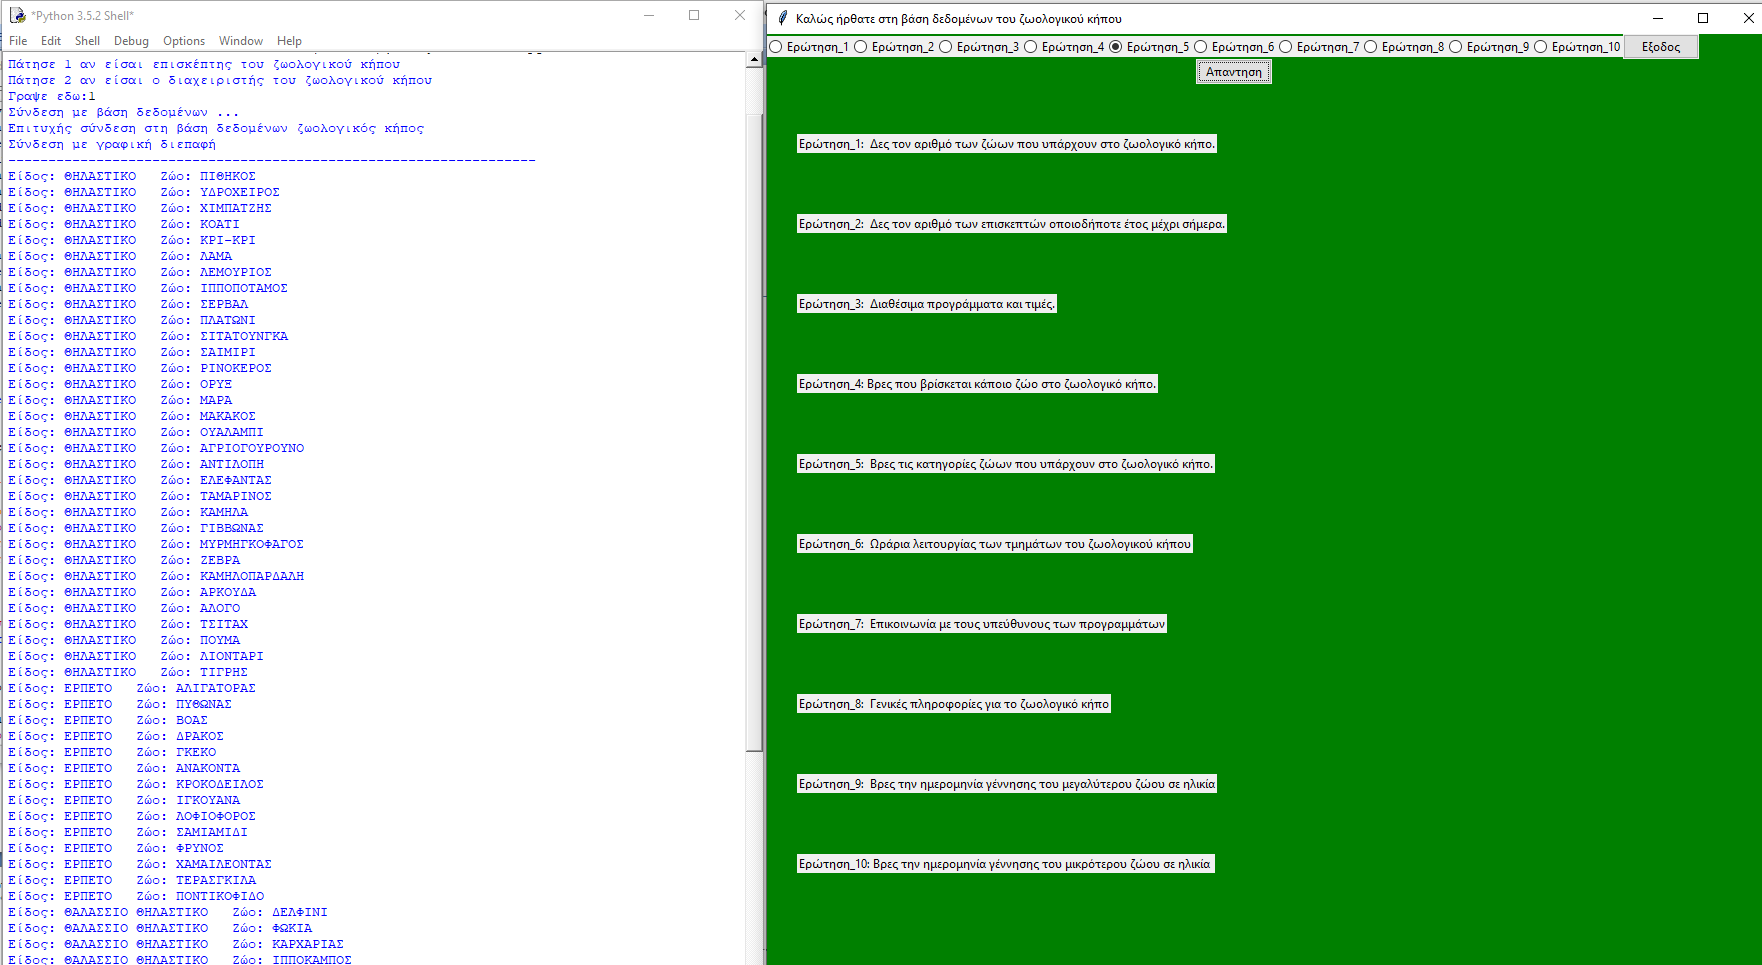 *Python 3.5.2 Shell*
File Edit Shell Debug Options Window Help
Πάτησε 1 αν είσαι επισκέπτης του ζωολογικού κήπου
Πάτησε 2 αν είσαι ο διαχειριστής του ζωολογικού κήπου
Γραψε εδω:1
Σύνδεση με βάση δεδομένων ...
Επιτυχής σύνδεση στη βάση δεδομένων ζωολογικός κήπος
Σύνδεση με γραφική διεπαφή
------------------------------------------------------------------
Είδος: ΘΗΛΑΣΤΙΚΟ Ζώο: ΠΙΘΗΚΟΣ
Είδος: ΘΗΛΑΣΤΙΚΟ Ζώο: ΥΔΡΟΧΕΙΡΟΣ
Είδος: ΘΗΛΑΣΤΙΚΟ Ζώο: ΧΙΜΠΑΤΖΗΣ
Είδος: ΘΗΛΑΣΤΙΚΟ Ζώο: ΚΟΑΤΙ
Είδος: ΘΗΛΑΣΤΙΚΟ Ζώο: ΚΡΙ-ΚΡΙ
Είδος: ΘΗΛΑΣΤΙΚΟ Ζώο: ΛΑΜΑ
Είδος: ΘΗΛΑΣΤΙΚΟ Ζώο: ΛΕΜΟΥΡΙΟΣ
Είδος: ΘΗΛΑΣΤΙΚΟ Ζώο: ΙΠΠΟΠΟΤΑΜΟΣ
Είδος: ΘΗΛΑΣΤΙΚΟ Ζώο: ΣΕΡΒΑΛ
Είδος: ΘΗΛΑΣΤΙΚΟ Ζώο: ΠΛΑΤΩΝΙ
Είδος: ΘΗΛΑΣΤΙΚΟ Ζώο: ΣΙΤΑΤΟΥΝΓΚΑ
Είδος: ΘΗΛΑΣΤΙΚΟ Ζώο: ΣΑΙΜΙΡΙ
Είδος: ΘΗΛΑΣΤΙΚΟ Ζώο: ΡΙΝΟΚΕΡΟΣ
Είδος: ΘΗΛΑΣΤΙΚΟ Ζώο: ΟΡΥΞ
Είδος: ΘΗΛΑΣΤΙΚΟ Ζώο: ΜΑΡΑ
Είδος: ΘΗΛΑΣΤΙΚΟ Ζώο: ΜΑΚΑΚΟΣ
Είδος: ΘΗΛΑΣΤΙΚΟ Ζώο: ΟΥΑΛΑΜΠΙ
Είδος: ΘΗΛΑΣΤΙΚΟ Ζώο: ΑΓΡΙΟΓΟΥΡΟΥΝΟ
Είδος: ΘΗΛΑΣΤΙΚΟ Ζώο: ΑΝΤΙΛΟΠΗ
Είδος: ΘΗΛΑΣΤΙΚΟ Ζώο: ΕΛΕΦΑΝΤΑΣ
Είδος: ΘΗΛΑΣΤΙΚΟ Ζώο: ΤΑΜΑΡΙΝΟΣ
Είδος: ΘΗΛΑΣΤΙΚΟ Ζώο: ΚΑΜΗΛΑ
Είδος: ΘΗΛΑΣΤΙΚΟ Ζώο: ΓΙΒΒΩΝΑΣ
Είδος: ΘΗΛΑΣΤΙΚΟ Ζώο: ΜΥΡΜΗΓΚΟΦΑΓΟΣ
Είδος: ΘΗΛΑΣΤΙΚΟ Ζώο: ΖΕΒΡΑ
Είδος: ΘΗΛΑΣΤΙΚΟ Ζώο: ΚΑΜΗΛΟΠΑΡΔΑΛΗ
Είδος: ΘΗΛΑΣΤΙΚΟ Ζώο: ΑΡΚΟΥΔΑ
Είδος: ΘΗΛΑΣΤΙΚΟ Ζώο: ΑΛΟΓΟ
Είδος: ΘΗΛΑΣΤΙΚΟ Ζώο: ΤΣΙΤΑΧ
Είδος: ΘΗΛΑΣΤΙΚΟ Ζώο: ΠΟΥΜΑ
Είδος: ΘΗΛΑΣΤΙΚΟ Ζώο: ΛΙΟΝΤΑΡΙ
Είδος: ΘΗΛΑΣΤΙΚΟ Ζώο: ΤΙΓΡΗΣ
Είδος: ΕΡΠΕΤΟ Ζώο: ΑΛΙΓΑΤΟΡΑΣ
Είδος: ΕΡΠΕΤΟ Ζώο: ΠΥΘΩΝΑΣ
Είδος: ΕΡΠΕΤΟ Ζώο: ΒΟΑΣ
Είδος: ΕΡΠΕΤΟ Ζώο: ΔΡΑΚΟΣ
Είδος: ΕΡΠΕΤΟ Ζώο: ΓΚΕΚΟ
Είδος: ΕΡΠΕΤΟ Ζώο: ΑΝΑΚΟΝΤΑ
Είδος: ΕΡΠΕΤΟ Ζώο: ΚΡΟΚΟΔΕΙΛΟΣ
Είδος: ΕΡΠΕΤΟ Ζώο: ΙΓΚΟΥΑΝΑ
Είδος: ΕΡΠΕΤΟ Ζώο: ΛΟΦΙΟΦΟΡΟΣ
Είδος: ΕΡΠΕΤΟ Ζώο: ΣΑΜΙΑΜΙΔΙ
Είδος: ΕΡΠΕΤΟ Ζώο: ΦΡΥΝΟΣ
Είδος: ΕΡΠΕΤΟ Ζώο: ΧΑΜΑΙΛΕΟΝΤΑΣ
Είδος: ΕΡΠΕΤΟ Ζώο: ΤΕΡΑΣΓΚΙΛΑ
Είδος: ΕΡΠΕΤΟ Ζώο: ΠΟΝΤΙΚΟΦΙΔΟ
Είδος: ΘΑΛΑΣΣΙΟ ΘΗΛΑΣΤΙΚΟ Ζώο: ΔΕΛΦΙΝΙ
Είδος: ΘΑΛΑΣΣΙΟ ΘΗΛΑΣΤΙΚΟ Ζώο: ΦΩΚΙΑ
Είδος: ΘΑΛΑΣΣΙΟ ΘΗΛΑΣΤΙΚΟ Ζώο: ΚΑΡΧΑΡΙΑΣ
Είδος: ΘΑΛΑΣΣΙΟ ΘΗΛΑΣΤΙΚΟ Ζώο: ΙΠΠΟΚΑΜΠΟΣ
Καλώς ήρθατε στη βάση δεδομένων του ζωολογικού κήπου
Ερώτηση_1 Ερώτηση_2 Ερώτηση_3 Ερώτηση_4 Ερώτηση_5 Ερώτηση_6 Ερώτηση_7 Ερώτηση_8 Ερώτηση_9 Ερώτηση_10 Εξοδος
Απαντηση
Ερώτηση_1: Δες τον αριθμό των ζώων που υπάρχουν στο ζωολογικό κήπο.
Ερώτηση_2: Δες τον αριθμό των επισκεπτών οποιοδήποτε έτος μέχρι σήμερα.
Ερώτηση_3: Διαθέσιμα προγράμματα και τιμές.
Ερώτηση_4: Βρες που βρίσκεται κάποιο ζώο στο ζωολογικό κήπο.
Ερώτηση_5: Βρες τις κατηγορίες ζώων που υπάρχουν στο ζωολογικό κήπο.
Ερώτηση_6: Ωράρια λειτουργίας των τμημάτων του ζωολογικού κήπου
Ερώτηση_7: Επικοινωνία με τους υπεύθυνους των προγραμμάτων
Ερώτηση_8: Γενικές πληροφορίες για το ζωολογικό κήπο
Ερώτηση_9: Βρες την ημερομηνία γέννησης του μεγαλύτερου ζώου σε ηλικία
Ερώτηση_10: Βρες την ημερομηνία γέννησης του μικρότερου ζώου σε ηλικία